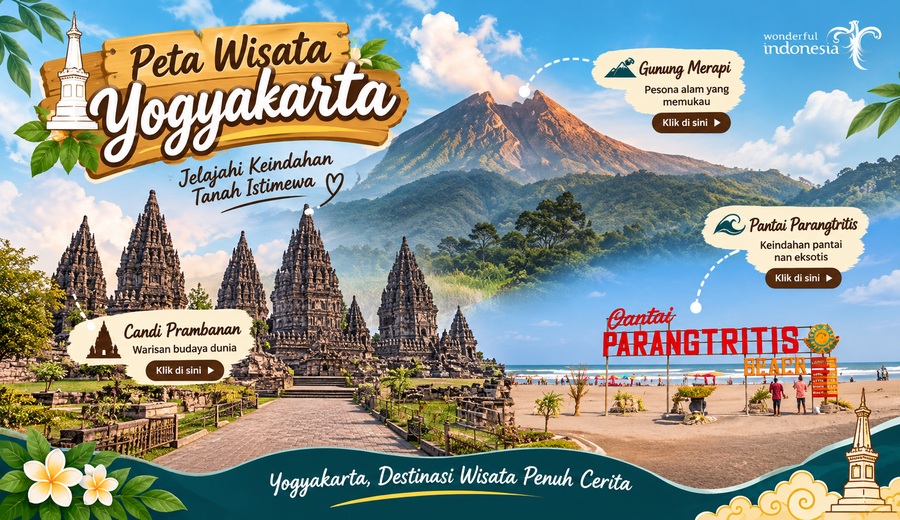 Peta Wisata
Yogyakarta
Jelajahi Keindahan
Tanah Istimewa
wonderful
indonesia
Gunung Merapi
Pesona alam yang
memukau
Klik di sini
Pantai Parangtritis
Keindahan pantai
nan eksotis
Klik di sini
Candi Prambanan
Warisan budaya dunia
Klik di sini
Pantai
PARANGTRITIS
BEACH
Yogyakarta, Destinasi Wisata Penuh Cerita